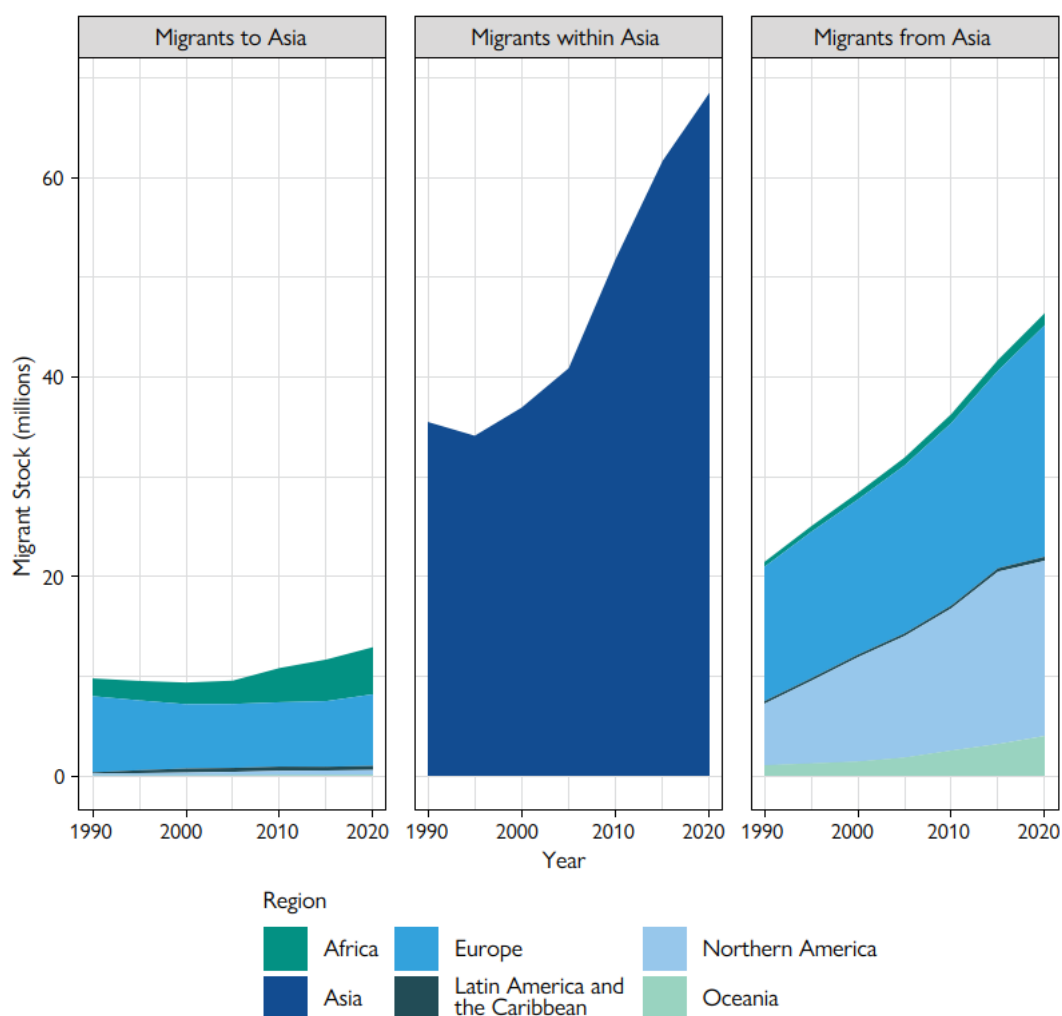 Migrants to Asia
Migrants within Asia
Migrants from Asia
Migrant Stock (millions)
60
40
20
0
1990 2000 2010 2020
1990 2000 2010 2020
1990 2000 2010 2020
Year
Region
Africa
Europe
Northern America
Asia
Latin America and
the Caribbean
Oceania